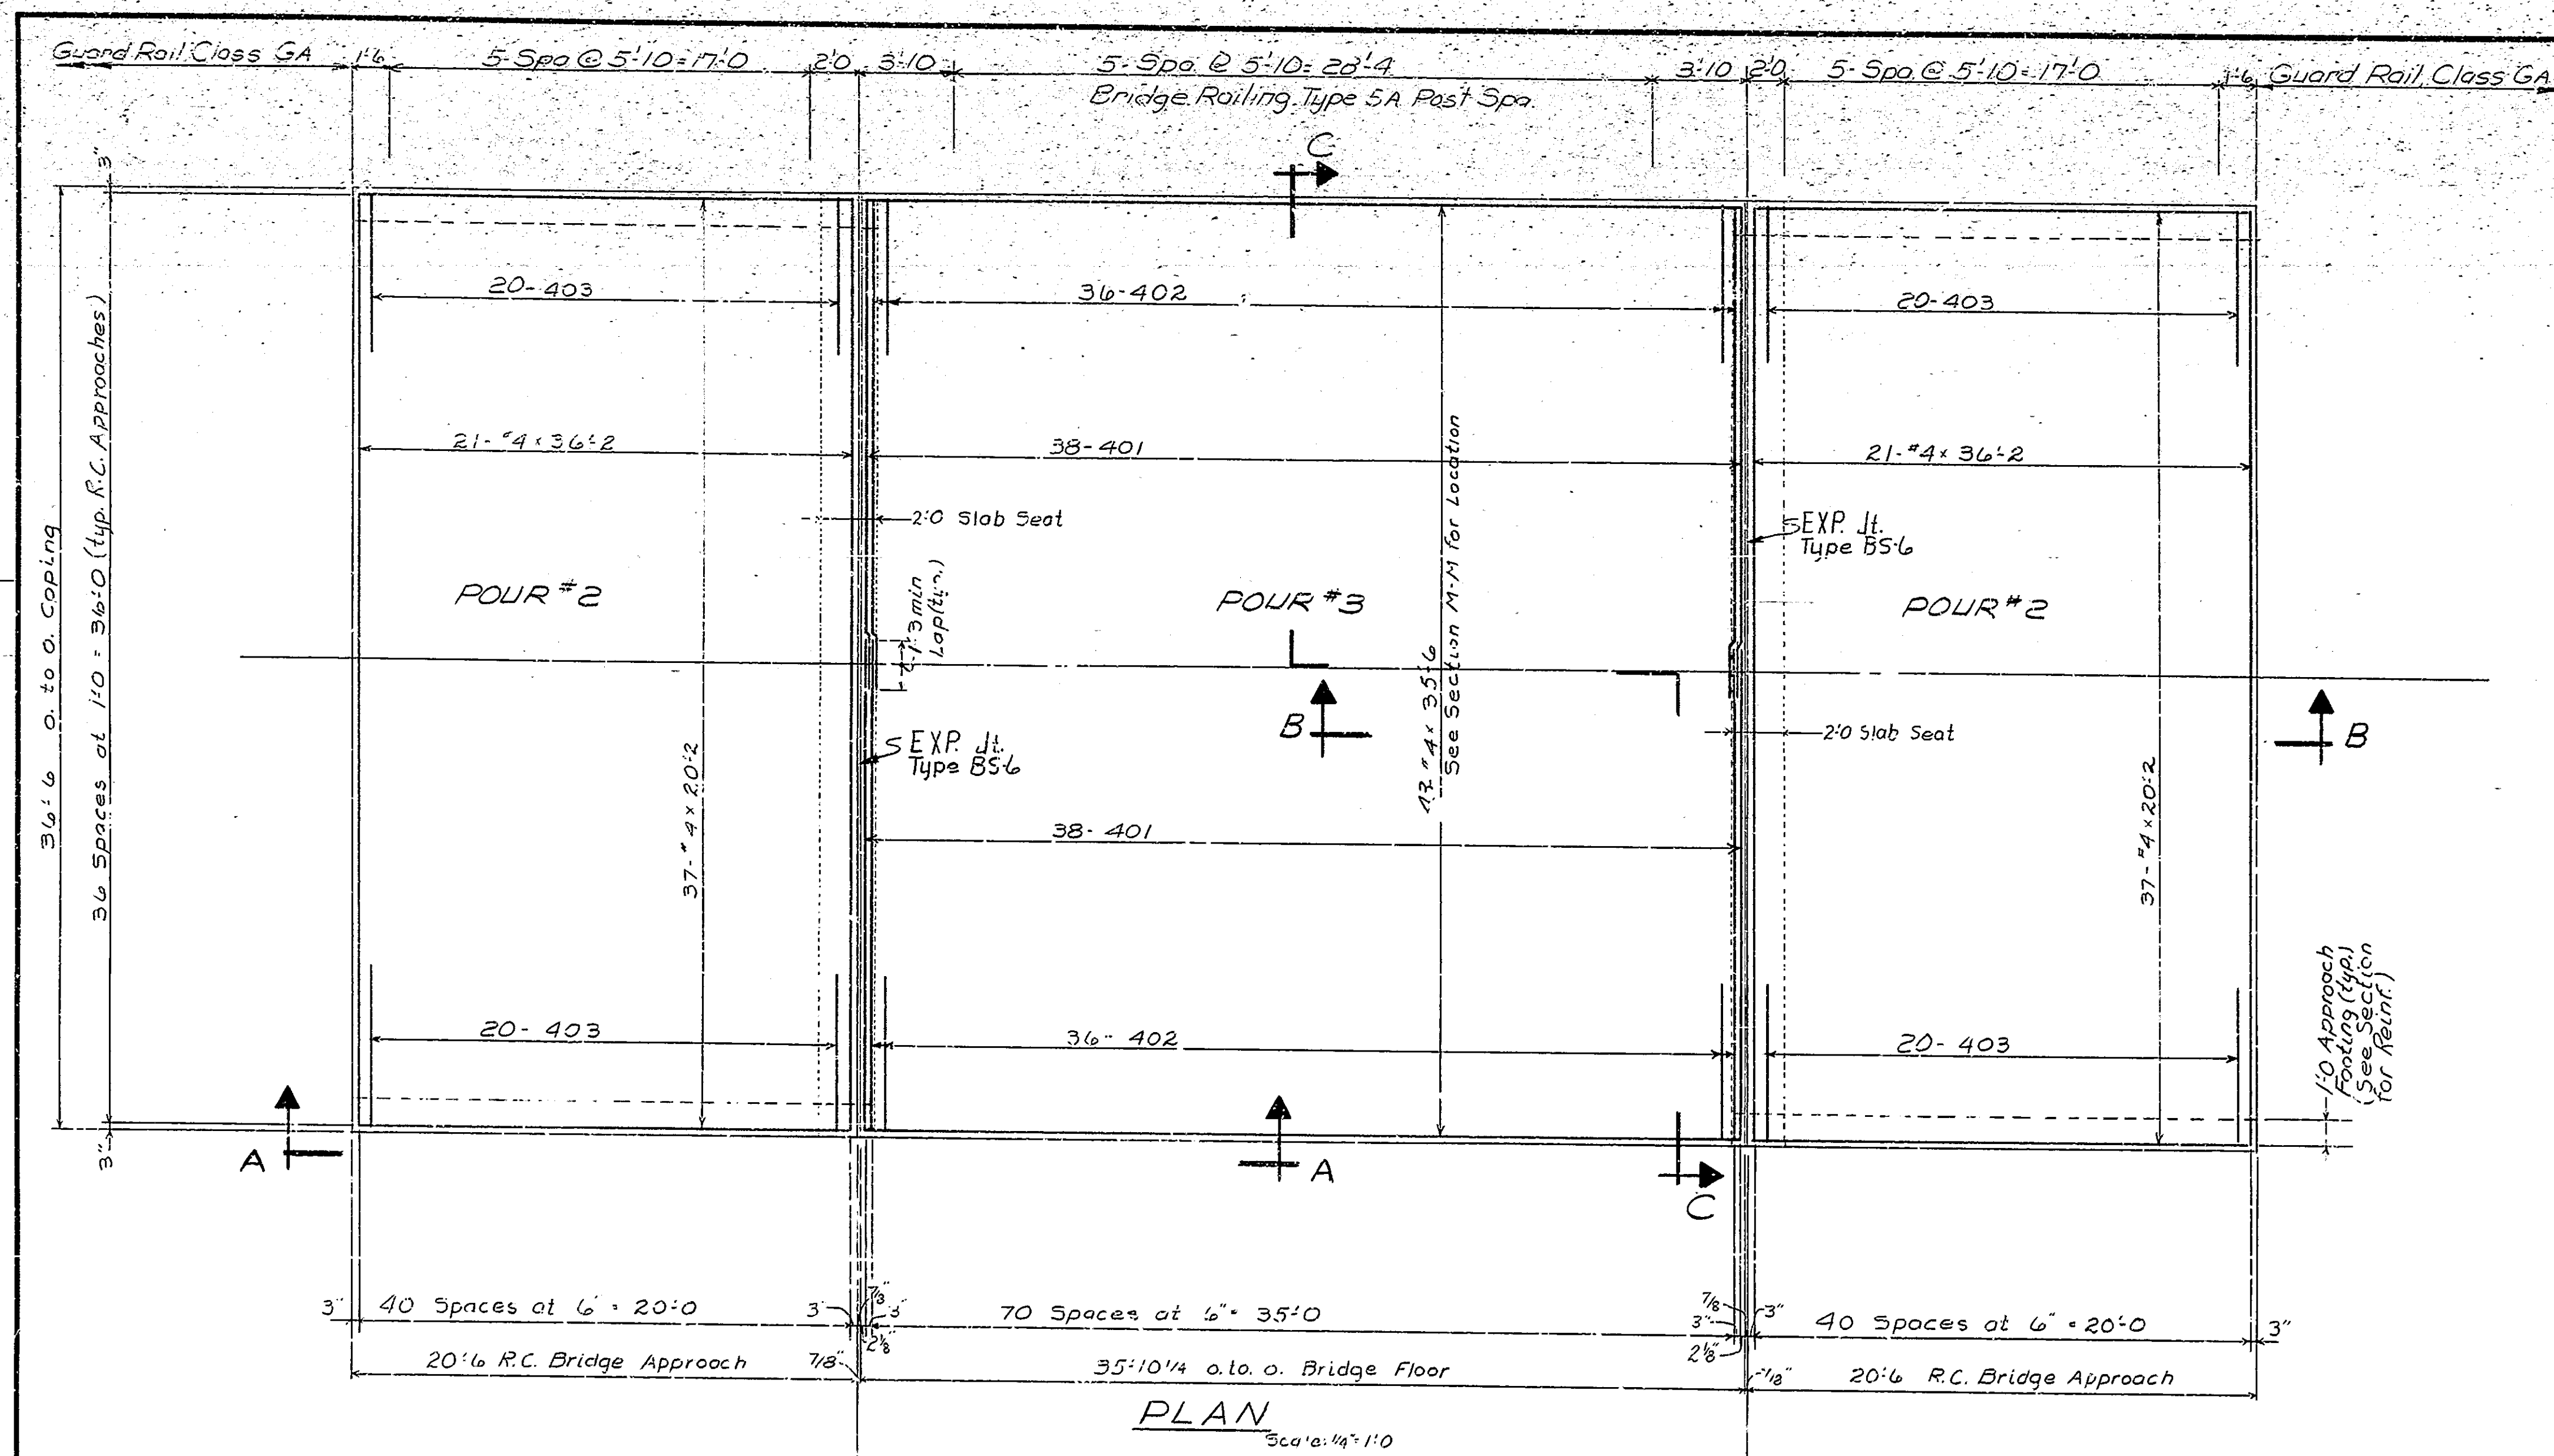 Guard Rail Class GA
1'-6
5-Spa @ 5'-10=17'-0
2'-0
3'-10
5-Spa. @ 5'-10= 28'-4
3'-10
2'-0
5-Spa. @ 5'-10=17'-0
1'-6
Guard Rail Class GA
Bridge Railing Type 5A Post Spa.
C
3"
36'-6 o. to o. Coping
36 Spaces at 1'-0 = 36'-0 (typ. R.C. Approaches)
3"
20-403
36-402
20-403
21-#4 x 36'-2
38-401
21-#4 x 36'-2
2'-0 Slab Seat
EXP. Jt.
Type BS-6
POUR #2
1'-3 min
Lap (typ.)
POUR #3
POUR #2
#4 x 35'-6
See Section M-M for Location
B
2'-0 Slab Seat
B
EXP. Jt.
Type BS-6
37-#4 x 20'-2
38-401
37-#4 x 20'-2
20-403
36-402
20-403
1'-0 Approach
Footing (typ.)
(See Section
for Reinf.)
A
A
C
3"
40 Spaces at 6" = 20'-0
3"
3"
2 1/8"
70 Spaces at 6" = 35'-0
7/8"
3"
2 1/8"
3"
40 Spaces at 6" = 20'-0
3"
20'-6 R.C. Bridge Approach
7/8"
35'-10 1/4 o. to. o. Bridge Floor
20'-6 R.C. Bridge Approach
PLAN
Scale: 1/4"=1'-0